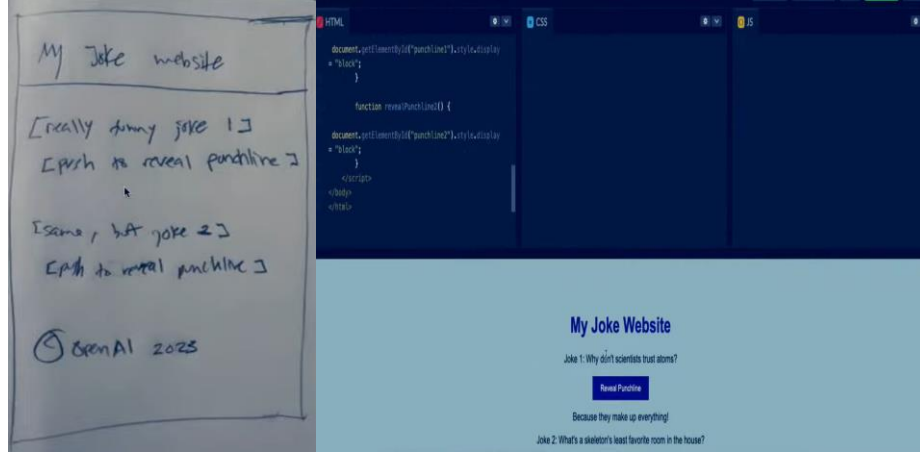 My Joke website
[really funny joke 1]
[push to reveal punchline]
[same, but joke 2]
[push to reveal punchline]
© OpenAI 2023
HTML
CSS
JS
document.getElementById("punchline1").style.display
= "block";
}
function revealPunchline2() {
document.getElementById("punchline2").style.display
= "block";
}
</script>
</body>
</html>
My Joke Website
Joke 1: Why don't scientists trust atoms?
Reveal Punchline
Because they make up everything!
Joke 2: What's a skeleton's least favorite room in the house?